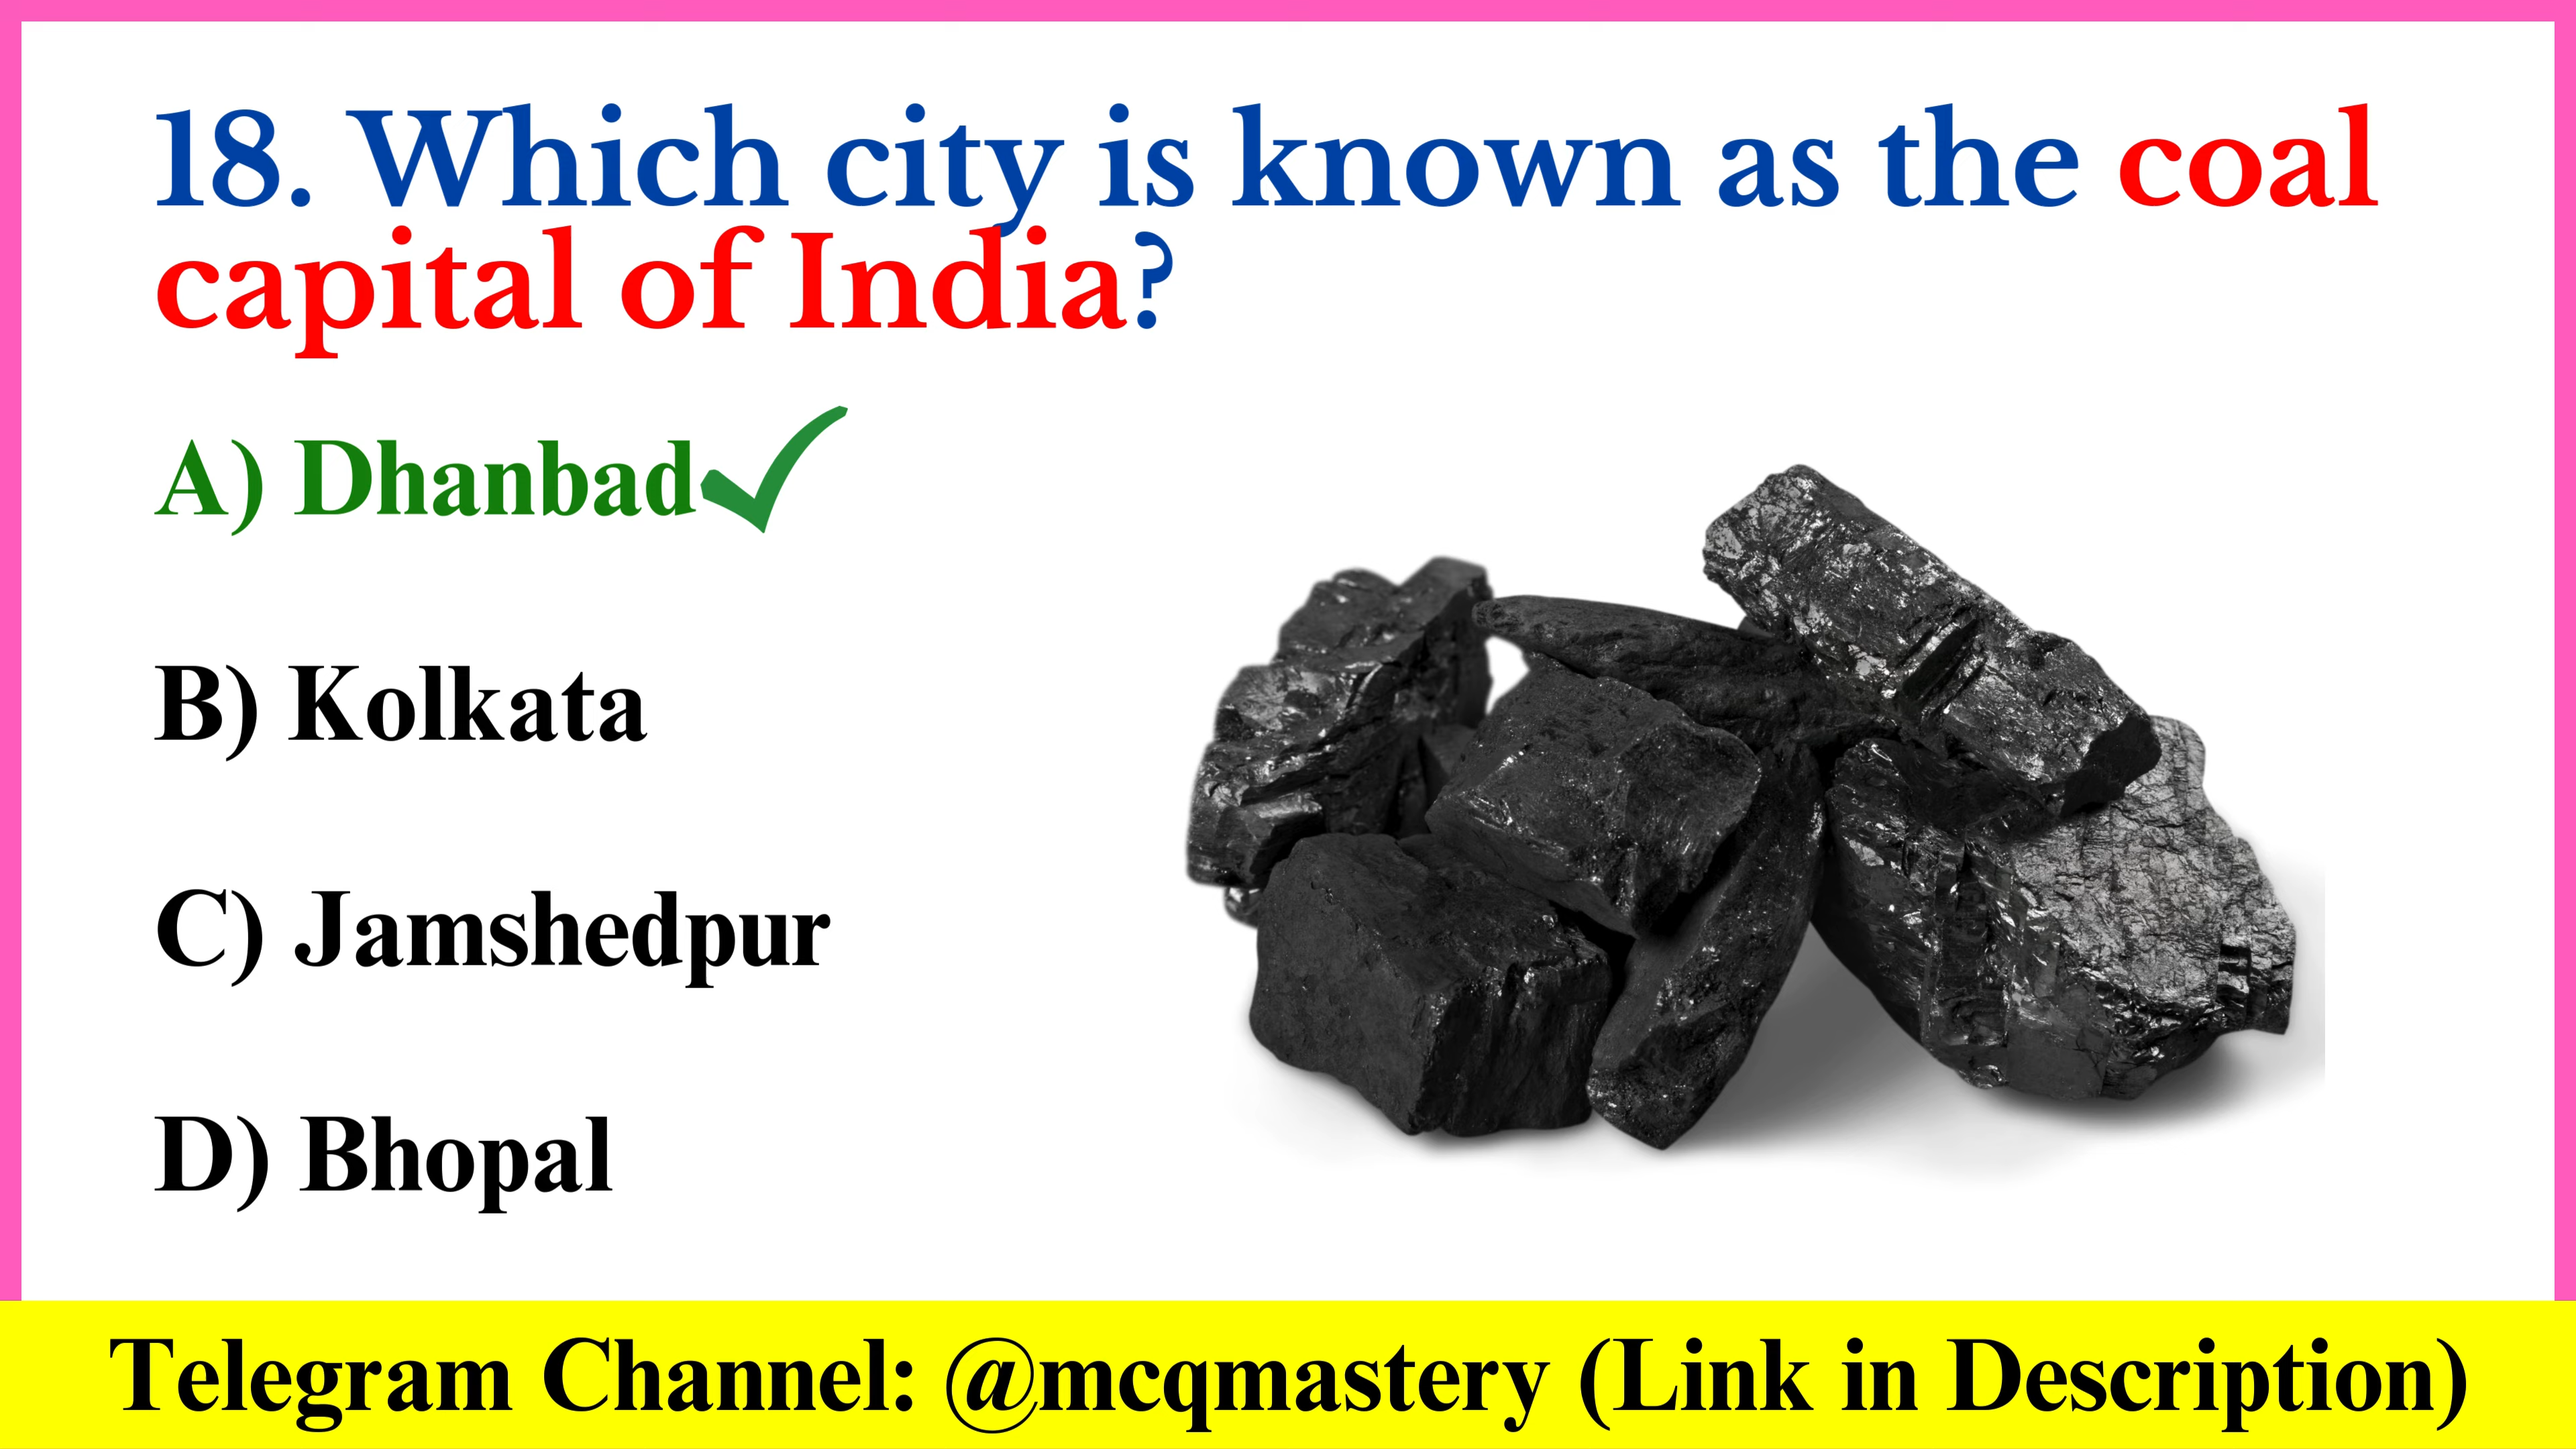 18. Which city is known as the coal
capital of India?
A) Dhanbad
B) Kolkata
C) Jamshedpur
D) Bhopal
Telegram Channel: @mcqmastery (Link in Description)